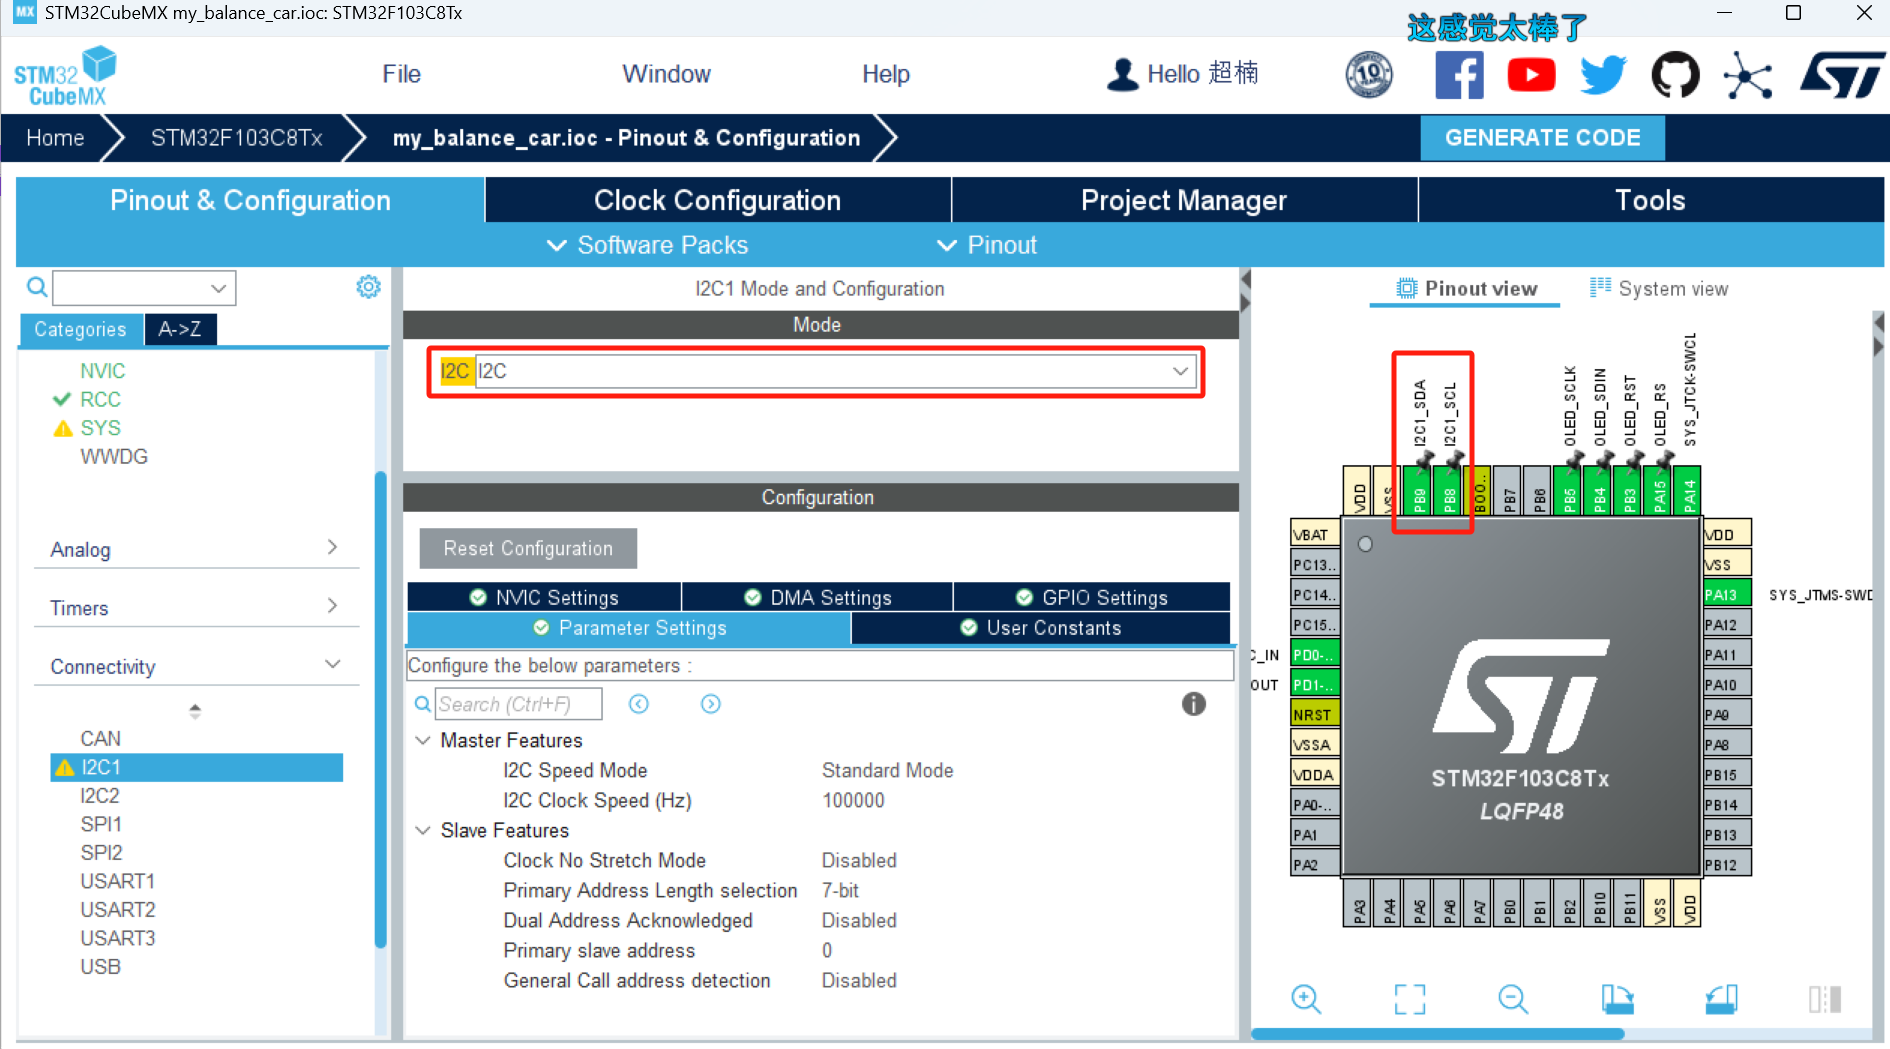 MX STM32CubeMX my_balance_car.ioc: STM32F103C8Tx
这感觉太棒了
STM32 CubeMX
File
Window
Help
Hello 超楠
10
Home
STM32F103C8Tx
my_balance_car.ioc - Pinout & Configuration
GENERATE CODE
Pinout & Configuration
Clock Configuration
Project Manager
Tools
Software Packs
Pinout
Categories
A->Z
NVIC
RCC
SYS
WWDG
Analog
Timers
Connectivity
CAN
I2C1
I2C2
SPI1
SPI2
USART1
USART2
USART3
USB
I2C1 Mode and Configuration
Mode
I2C I2C
Configuration
Reset Configuration
NVIC Settings
DMA Settings
GPIO Settings
Parameter Settings
User Constants
Configure the below parameters :
Search (Ctrl+F)
Master Features
I2C Speed Mode Standard Mode
I2C Clock Speed (Hz) 100000
Slave Features
Clock No Stretch Mode Disabled
Primary Address Length selection 7-bit
Dual Address Acknowledged Disabled
Primary slave address 0
General Call address detection Disabled
Pinout view
System view
I2C1_SDA
I2C1_SCL
OLED_SCLK
OLED_SDIN
OLED_RST
OLED_RS
SYS_JTCK-SWCL
VDD
VSS
PB9
PB8
BOO..
PB7
PB6
PB5
PB4
PB3
PA15
PA14
VBAT
PC13..
PC14..
PC15..
C_IN PD0-..
OUT PD1-..
NRST
VSSA
VDDA
PA0-..
PA1
PA2
VDD
VSS
PA13 SYS_JTMS-SWD
PA12
PA11
PA10
PA9
PA8
PB15
PB14
PB13
PB12
STM32F103C8Tx
LQFP48
PA3
PA4
PA5
PA6
PA7
PB0
PB1
PB2
PB10
PB11
VSS
VDD